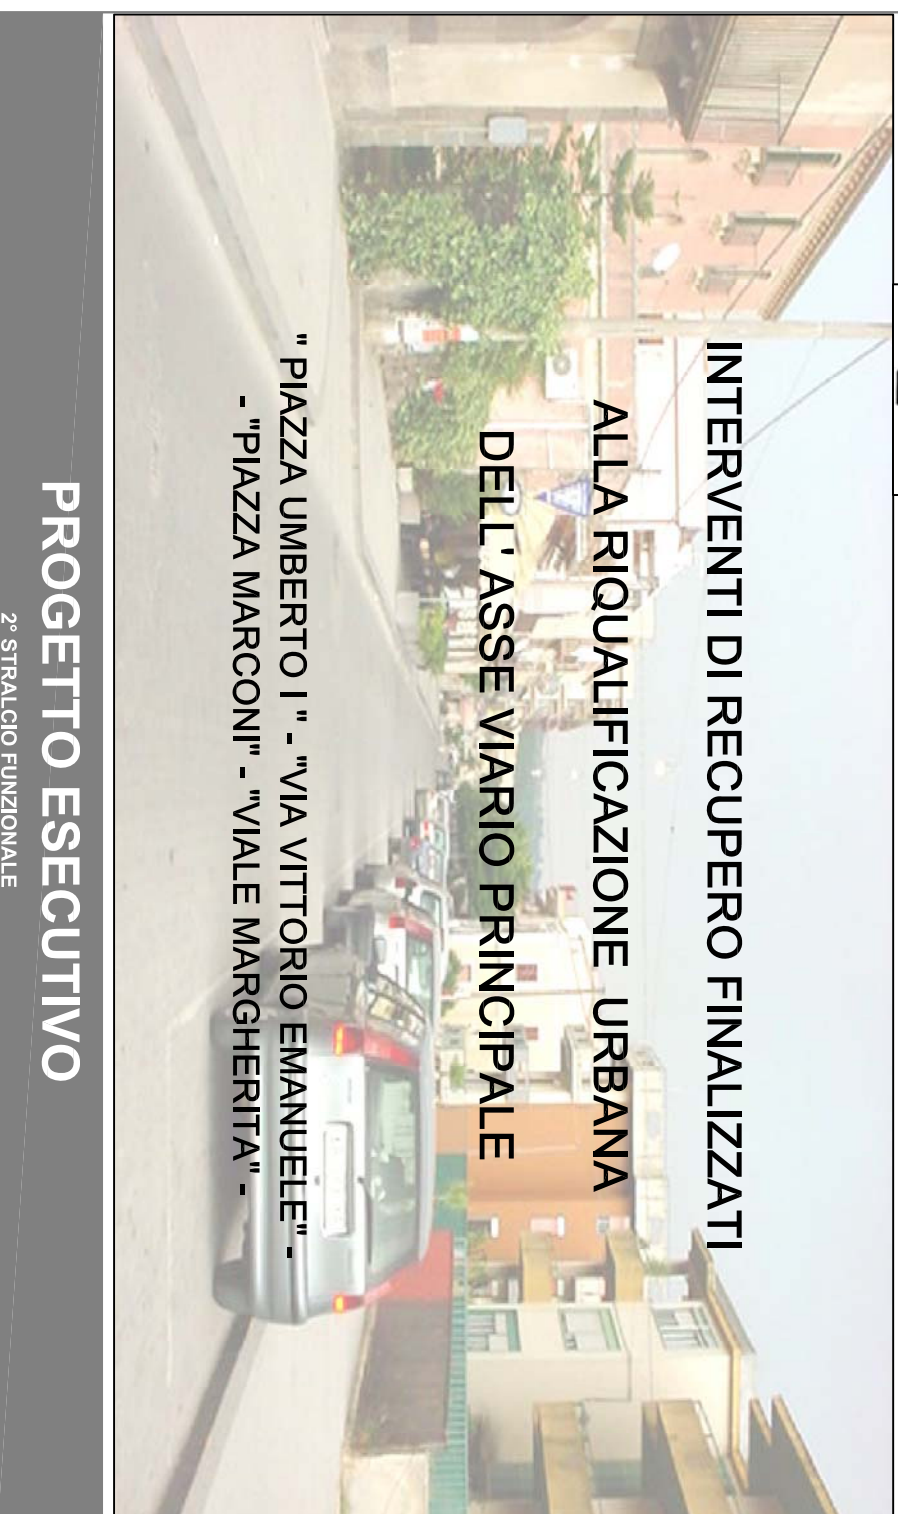 INTERVENTI DI RECUPERO FINALIZZATI
ALLA RIQUALIFICAZIONE URBANA
DELL' ASSE VIARIO PRINCIPALE
" PIAZZA UMBERTO I " - "VIA VITTORIO EMANUELE" -
- "PIAZZA MARCONI" - "VIALE MARGHERITA" -
PROGETTO ESECUTIVO
2° STRALCIO FUNZIONALE